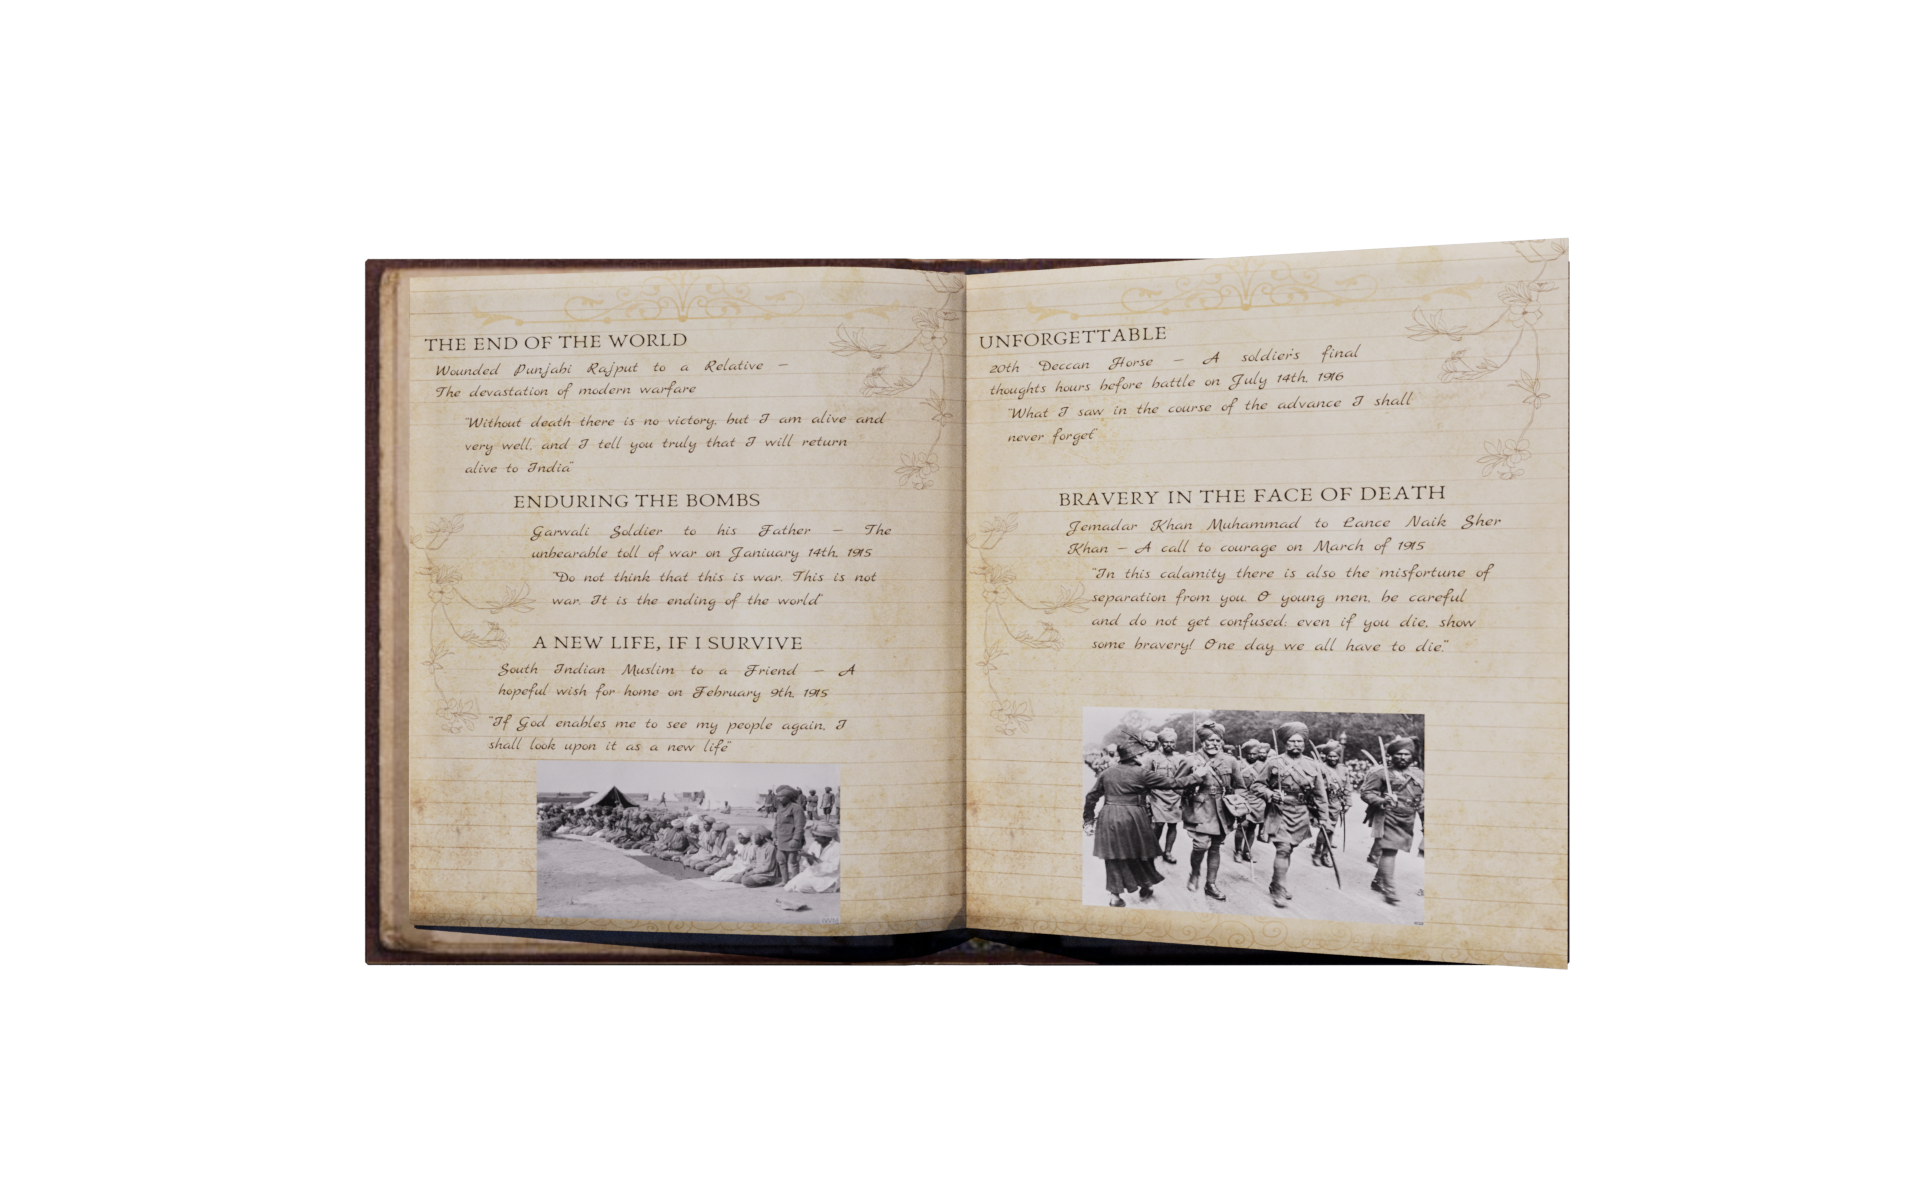 THE END OF THE WORLD
Wounded Punjabi Rajput to a Relative –
The devastation of modern warfare
"Without death there is no victory, but I am alive and
very well, and I tell you truly that I will return
alive to India"
ENDURING THE BOMBS
Garwali Soldier to his Father – The
unbearable toll of war on Janiuary 14th, 1915
"Do not think that this is war. This is not
war. It is the ending of the world"
A NEW LIFE, IF I SURVIVE
South Indian Muslim to a Friend – A
hopeful wish for home on February 9th, 1915
"If God enables me to see my people again, I
shall look upon it as a new life"
UNFORGETTABLE
20th Deccan Horse – A soldier's final
thoughts hours before battle on July 14th, 1916
"What I saw in the course of the advance I shall
never forget"
BRAVERY IN THE FACE OF DEATH
Jemadar Khan Muhammad to Lance Naik Sher
Khan – A call to courage on March of 1915
"In this calamity there is also the misfortune of
separation from you. O young men, be careful
and do not get confused; even if you die, show
some bravery! One day we all have to die."